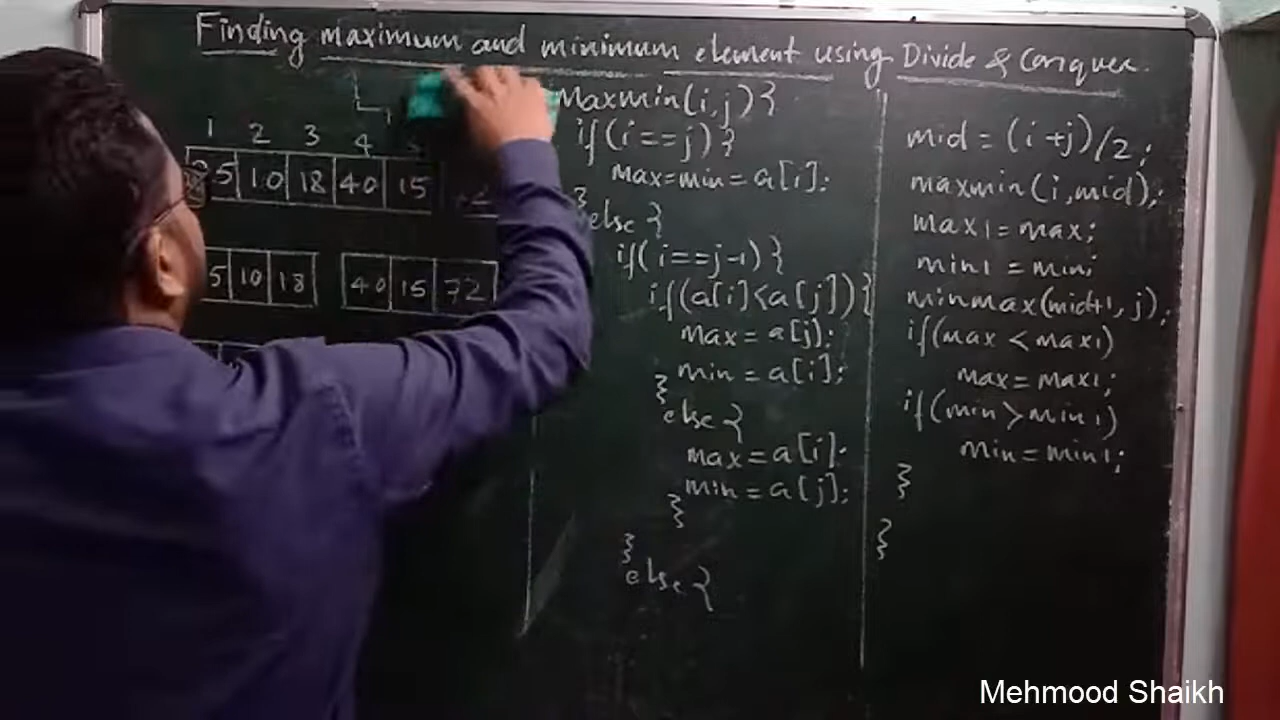 Finding maximum and minimum element using Divide & Conquer.
1 2 3 4
5 10 18 40 15
5 10 18 40 15 72
Maxmin(i,j){
if(i==j){
max=min=a[i];
}
else{
if(i==j-1){
if(a[i]<a[j]){
max=a[j];
min=a[i];
}
else{
max=a[i];
min=a[j];
}
}
else{
mid=(i+j)/2;
maxmin(i,mid);
max1=max;
min1=min;
minmax(mid+1,j);
if(max<max1)
max=max1;
if(min>min1)
min=min1;
}
}
Mehmood Shaikh